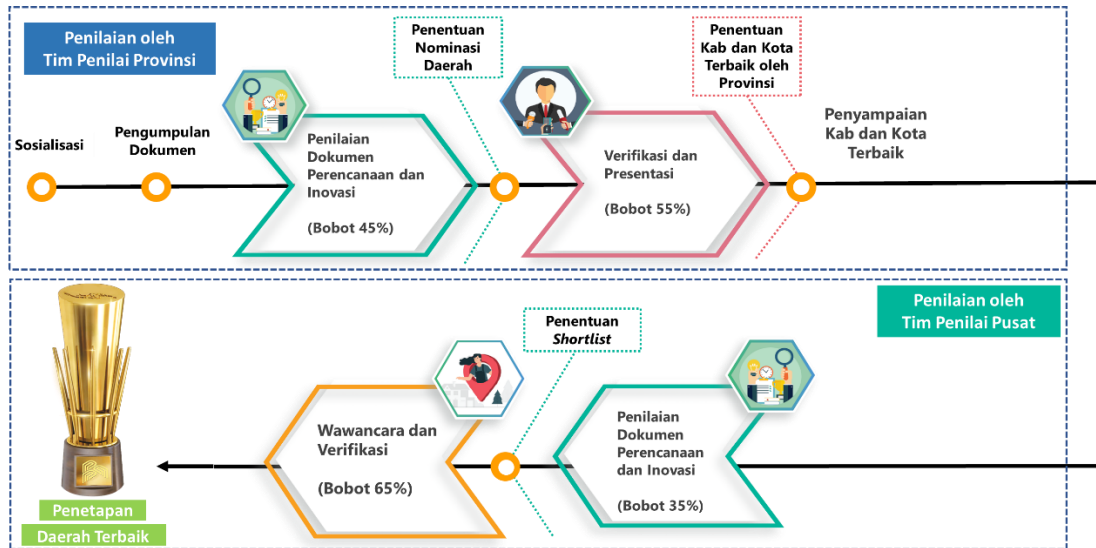 Penilaian oleh
Tim Penilai Provinsi
Sosialisasi
Pengumpulan
Dokumen
Penilaian
Dokumen
Perencanaan dan
Inovasi
(Bobot 45%)
Penentuan
Nominasi
Daerah
Verifikasi dan
Presentasi
(Bobot 55%)
Penentuan
Kab dan Kota
Terbaik oleh
Provinsi
Penyampaian
Kab dan Kota
Terbaik
Penilaian oleh
Tim Penilai Pusat
Penilaian
Dokumen
Perencanaan
dan Inovasi
(Bobot 35%)
Penentuan
Shortlist
Wawancara dan
Verifikasi
(Bobot 65%)
Penetapan
Daerah Terbaik